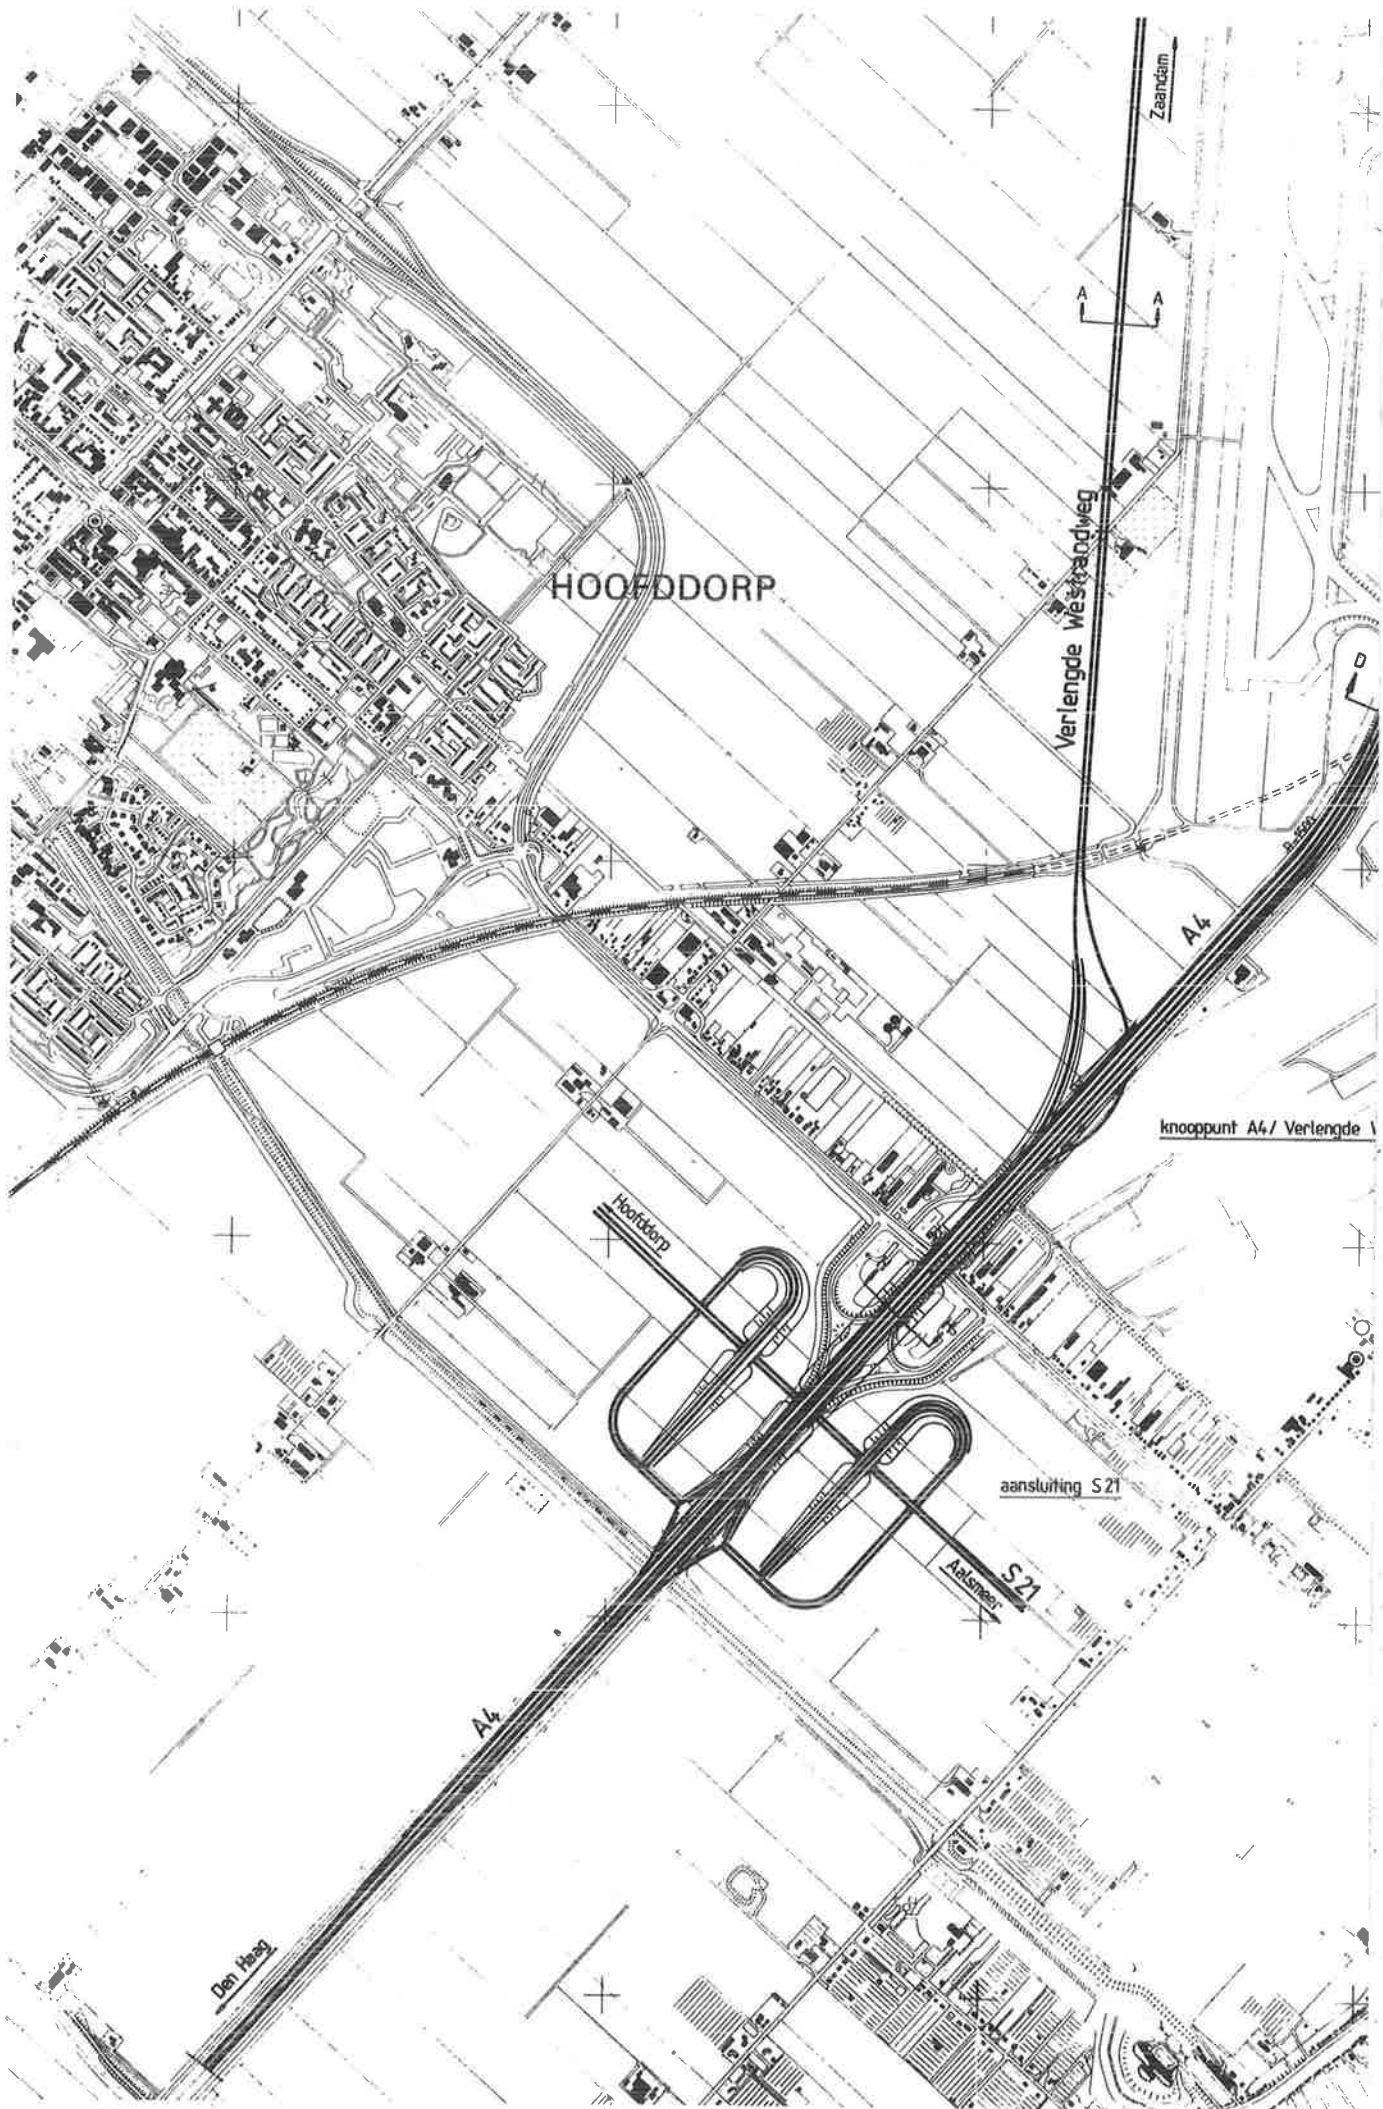 Zaandam
A A
Verlengde Westrandweg
HOOFDDORP
D
A4
knooppunt A4/ Verlengde
Hoofddorp
aansluiting S21
S21
Aalsmeer
A4
Den Haag